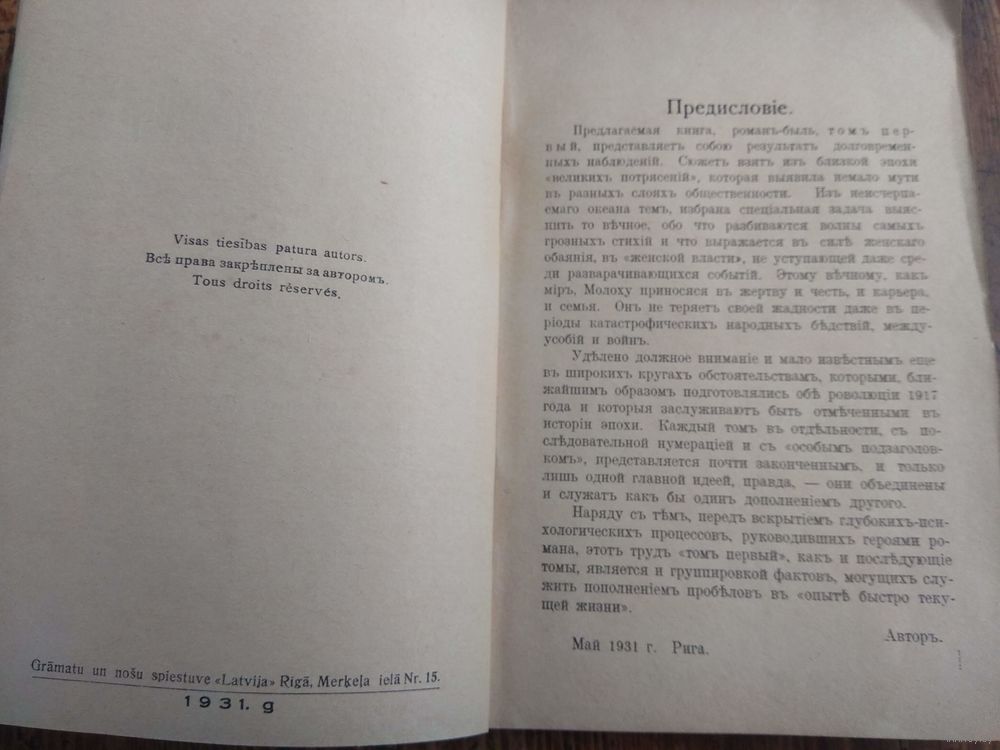 Visas tiesības patura autors.
Всѣ права закрѣплены за авторомъ.
Tous droits rèservés.
Grāmatu un nošu spiestuve «Latvija» Rīgā, Merķeļa ielā Nr. 15.
1931. g
Предисловіе.
Предлагаемая книга, романъ-быль, томъ пер-
вый, представляетъ собою результатъ долговремен-
ныхъ наблюденій. Сюжетъ взятъ изъ близкой эпохи
«великихъ потрясеній», которая выявила немало мути
въ разныхъ слояхъ общественности. Изъ неисчерпа-
емаго океана темъ, избрана спеціальная задача выяс-
нить то вѣчное, обо что разбиваются волны самыхъ
грозныхъ стихій и что выражается въ силѣ женскаго
обаянія, въ «женской власти», не уступающей даже сре-
ди разварачивающихся событій. Этому вѣчному, какъ
міръ, Молоху приносяся въ жертву и честь, и карьера,
и семья. Онъ не теряетъ своей жадности даже въ пе-
ріоды катастрофическихъ народныхъ бѣдствій, между-
усобій и войнъ.
Удѣлено должное вниманіе и мало извѣстнымъ еще
въ широкихъ кругахъ обстоятельствамъ, которыми, бли-
жайшимъ образомъ подготовлялись обѣ роволюціи 1917
года и которыя заслуживаютъ быть отмѣченными въ
исторіи эпохи. Каждый томъ въ отдѣльности, съ по-
слѣдовательной нумераціей и съ «особымъ подзаголов-
комъ», представляется почти законченнымъ, и только
лишь одной главной идеей, правда, — они объединены
и служатъ какъ бы одинъ дополненіемъ другого.
Наряду съ тѣмъ, передъ вскрытіемъ глубокихъ-пси-
хологическихъ процессовъ, руководившихъ героями ро-
мана, этотъ трудъ «томъ первый», какъ и послѣдующіе
томы, является и группировкой фактовъ, могущихъ слу-
жить пополненіемъ пробѣловъ въ «опытѣ быстро теку-
щей жизни».
Авторъ.
Май 1931 г. Рига.